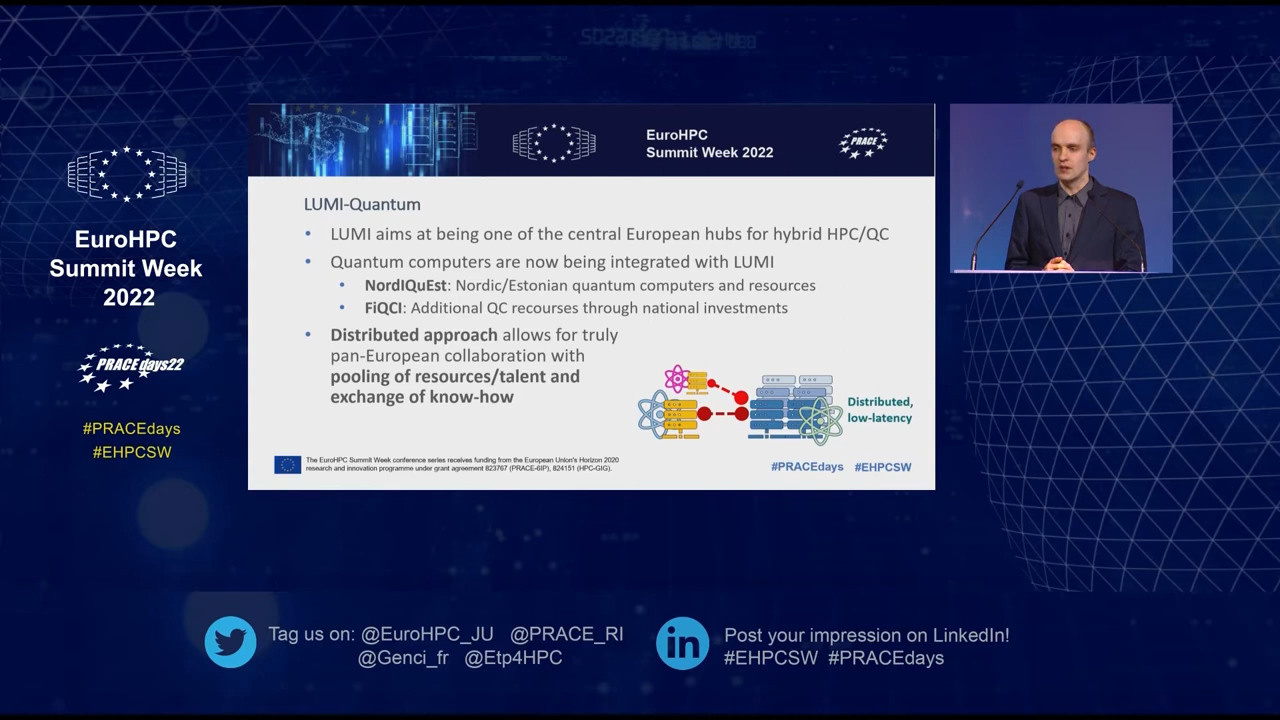 EuroHPC
Summit Week
2022
PRACEdays22
#PRACEdays
#EHPCSW
EuroHPC
Summit Week 2022
PRACE
LUMI-Quantum
• LUMI aims at being one of the central European hubs for hybrid HPC/QC
• Quantum computers are now being integrated with LUMI
• NordIQuEst: Nordic/Estonian quantum computers and resources
• FiQCI: Additional QC recourses through national investments
• Distributed approach allows for truly
pan-European collaboration with
pooling of resources/talent and
exchange of know-how
Distributed,
low-latency
The EuroHPC Summit Week conference series receives funding from the European Union's Horizon 2020
research and innovation programme under grant agreement 823767 (PRACE-6IP), 824151 (HPC-GIG).
#PRACEdays #EHPCSW
Tag us on: @EuroHPC_JU @PRACE_RI
@Genci_fr @Etp4HPC
in
Post your impression on LinkedIn!
#EHPCSW #PRACEdays